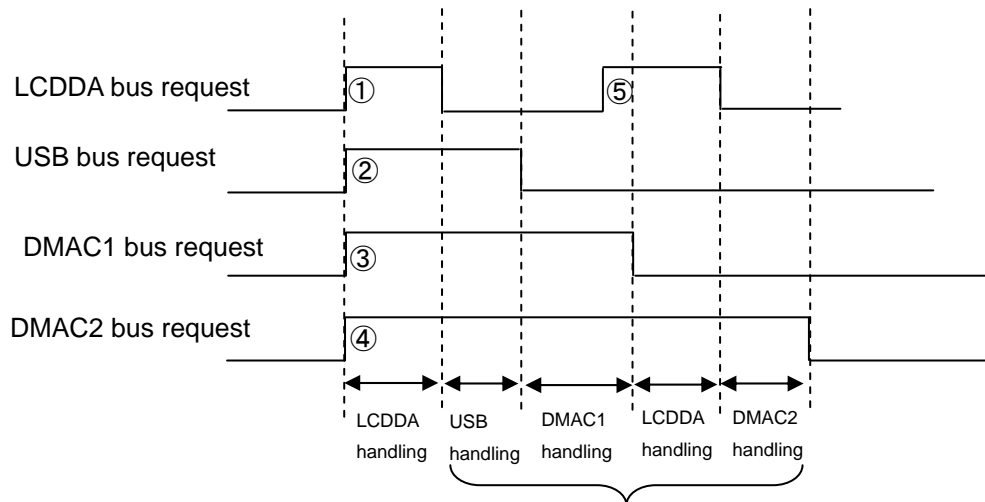 LCDDA bus request
①
⑤
USB bus request
②
DMAC1 bus request
③
DMAC2 bus request
④
LCDDA handling
USB handling
DMAC1 handling
LCDDA handling
DMAC2 handling